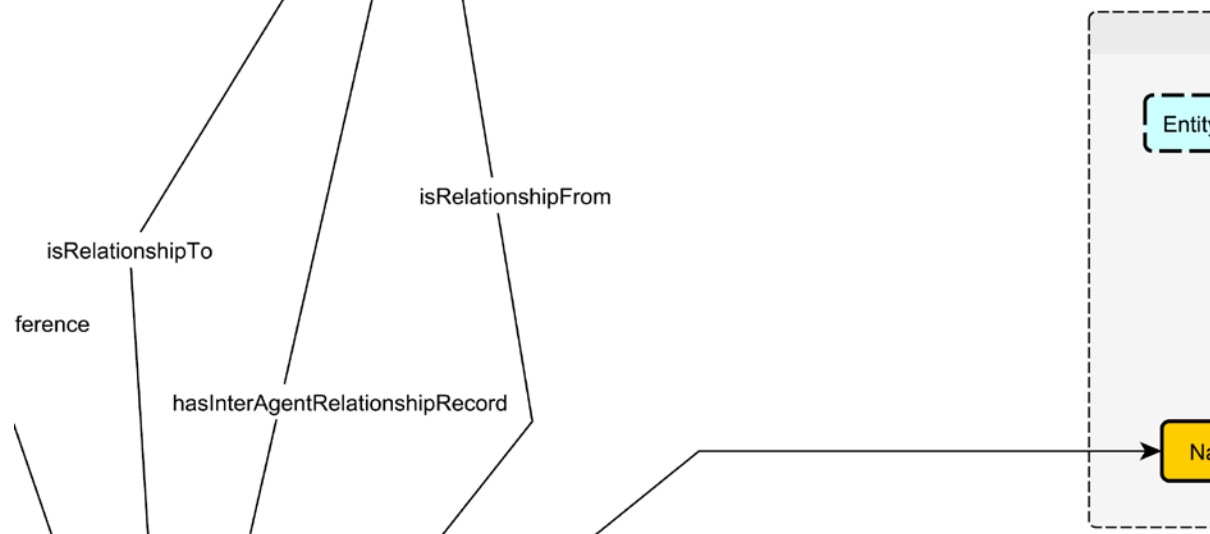 Entity
isRelationshipFrom
isRelationshipTo
ference
hasInterAgentRelationshipRecord
Na